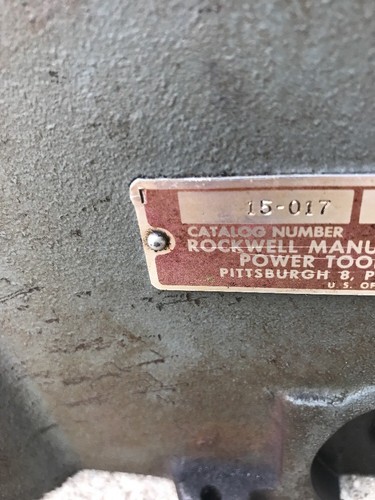 15-017
CATALOG NUMBER
ROCKWELL MANU
POWER TOO
PITTSBURGH 8, P
U. S. OF